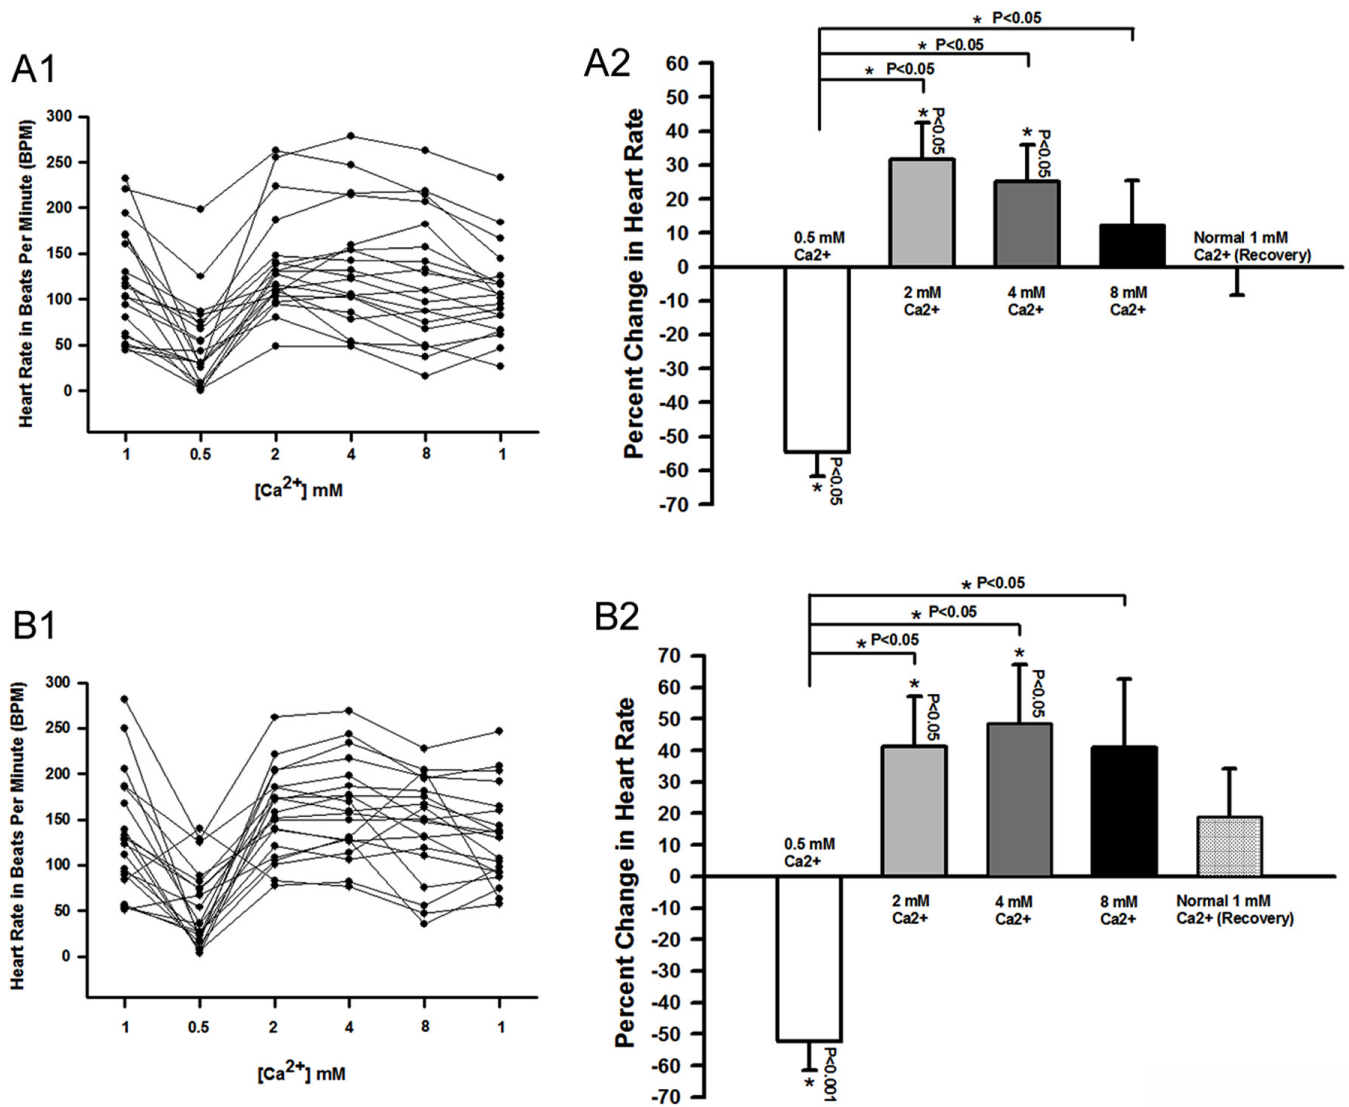 A1
Heart Rate in Beats Per Minute (BPM)
300
250
200
150
100
50
0
1 0.5 2 4 8 1
[Ca2+] mM
A2
* P<0.05
* P<0.05
* P<0.05
Percent Change in Heart Rate
60
50
40
30
20
10
0
-10
-20
-30
-40
-50
-60
-70
0.5 mM
Ca2+
* P<0.05
* P<0.05
2 mM
Ca2+
* P<0.05
4 mM
Ca2+
8 mM
Ca2+
Normal 1 mM
Ca2+ (Recovery)
B1
Heart Rate in Beats Per Minute (BPM)
300
250
200
150
100
50
0
1 0.5 2 4 8 1
[Ca2+] mM
B2
* P<0.05
* P<0.05
* P<0.05
Percent Change in Heart Rate
70
60
50
40
30
20
10
0
-10
-20
-30
-40
-50
-60
-70
0.5 mM
Ca2+
* P<0.001
* P<0.05
2 mM
Ca2+
* P<0.05
4 mM
Ca2+
8 mM
Ca2+
Normal 1 mM
Ca2+ (Recovery)